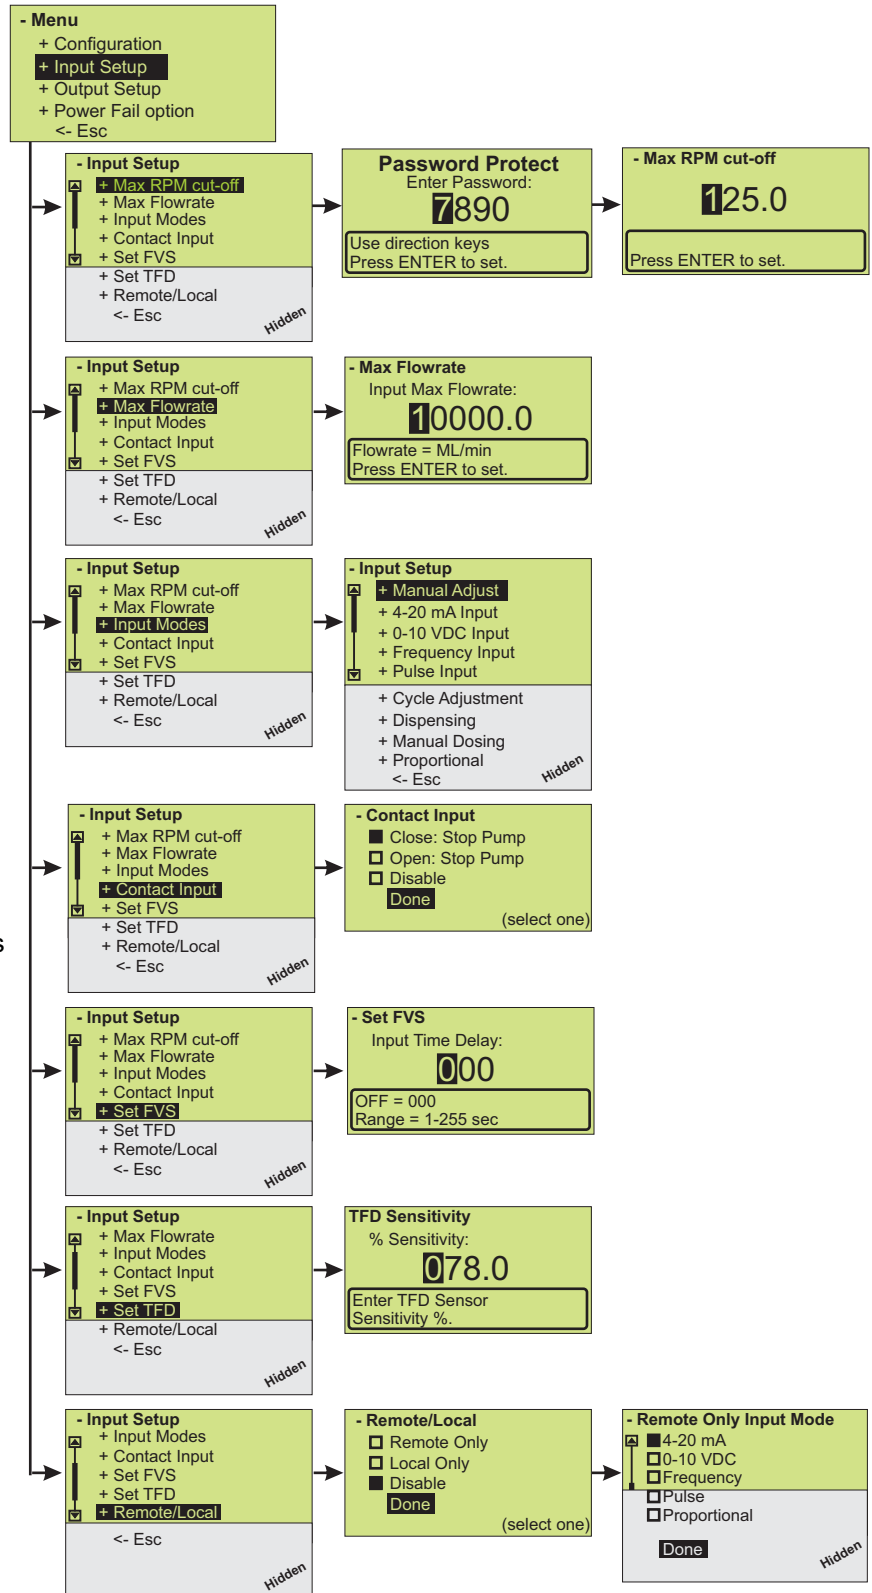 - Menu
+ Configuration
+ Input Setup
+ Output Setup
+ Power Fail option
<- Esc
- Input Setup
+ Max RPM cut-off
+ Max Flowrate
+ Input Modes
+ Contact Input
+ Set FVS
+ Set TFD
+ Remote/Local
<- Esc
Hidden
Password Protect
Enter Password:
7890
Use direction keys
Press ENTER to set.
- Max RPM cut-off
125.0
Press ENTER to set.
- Input Setup
+ Max RPM cut-off
+ Max Flowrate
+ Input Modes
+ Contact Input
+ Set FVS
+ Set TFD
+ Remote/Local
<- Esc
Hidden
- Max Flowrate
Input Max Flowrate:
10000.0
Flowrate = ML/min
Press ENTER to set.
- Input Setup
+ Max RPM cut-off
+ Max Flowrate
+ Input Modes
+ Contact Input
+ Set FVS
+ Set TFD
+ Remote/Local
<- Esc
Hidden
- Input Setup
+ Manual Adjust
+ 4-20 mA Input
+ 0-10 VDC Input
+ Frequency Input
+ Pulse Input
+ Cycle Adjustment
+ Dispensing
+ Manual Dosing
+ Proportional
<- Esc
Hidden
- Input Setup
+ Max RPM cut-off
+ Max Flowrate
+ Input Modes
+ Contact Input
+ Set FVS
+ Set TFD
+ Remote/Local
<- Esc
Hidden
- Contact Input
Close: Stop Pump
Open: Stop Pump
Disable
Done
(select one)
s
- Input Setup
+ Max RPM cut-off
+ Max Flowrate
+ Input Modes
+ Contact Input
+ Set FVS
+ Set TFD
+ Remote/Local
<- Esc
Hidden
- Set FVS
Input Time Delay:
000
OFF = 000
Range = 1-255 sec
- Input Setup
+ Max Flowrate
+ Input Modes
+ Contact Input
+ Set FVS
+ Set TFD
+ Remote/Local
<- Esc
Hidden
TFD Sensitivity
% Sensitivity:
078.0
Enter TFD Sensor
Sensitivity %.
- Input Setup
+ Input Modes
+ Contact Input
+ Set FVS
+ Set TFD
+ Remote/Local
<- Esc
Hidden
- Remote/Local
Remote Only
Local Only
Disable
Done
(select one)
- Remote Only Input Mode
4-20 mA
0-10 VDC
Frequency
Pulse
Proportional
Done
Hidden